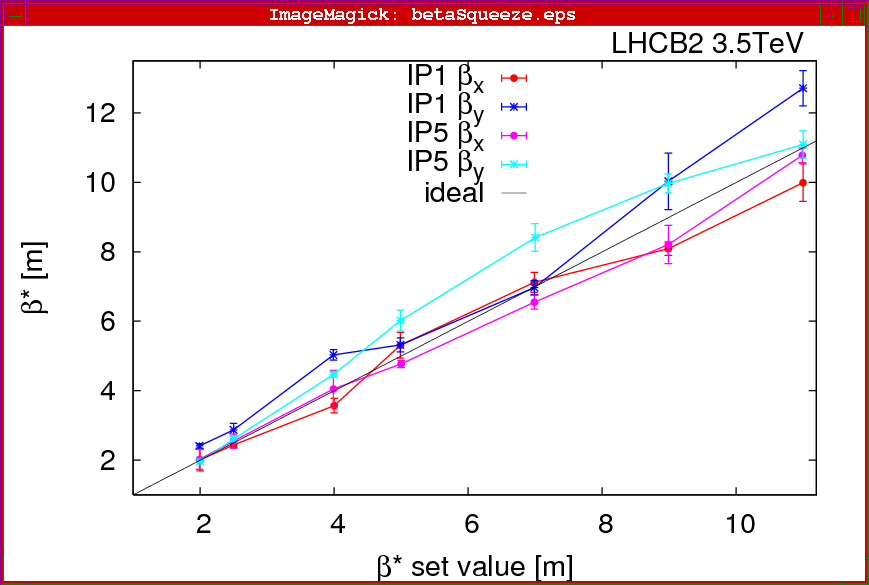 ImageMagick: betaSqueeze.eps
LHCB2 3.5TeV
IP1 βx
IP1 βy
IP5 βx
IP5 βy
ideal
12
10
8
6
4
2
β* [m]
2 4 6 8 10
β* set value [m]